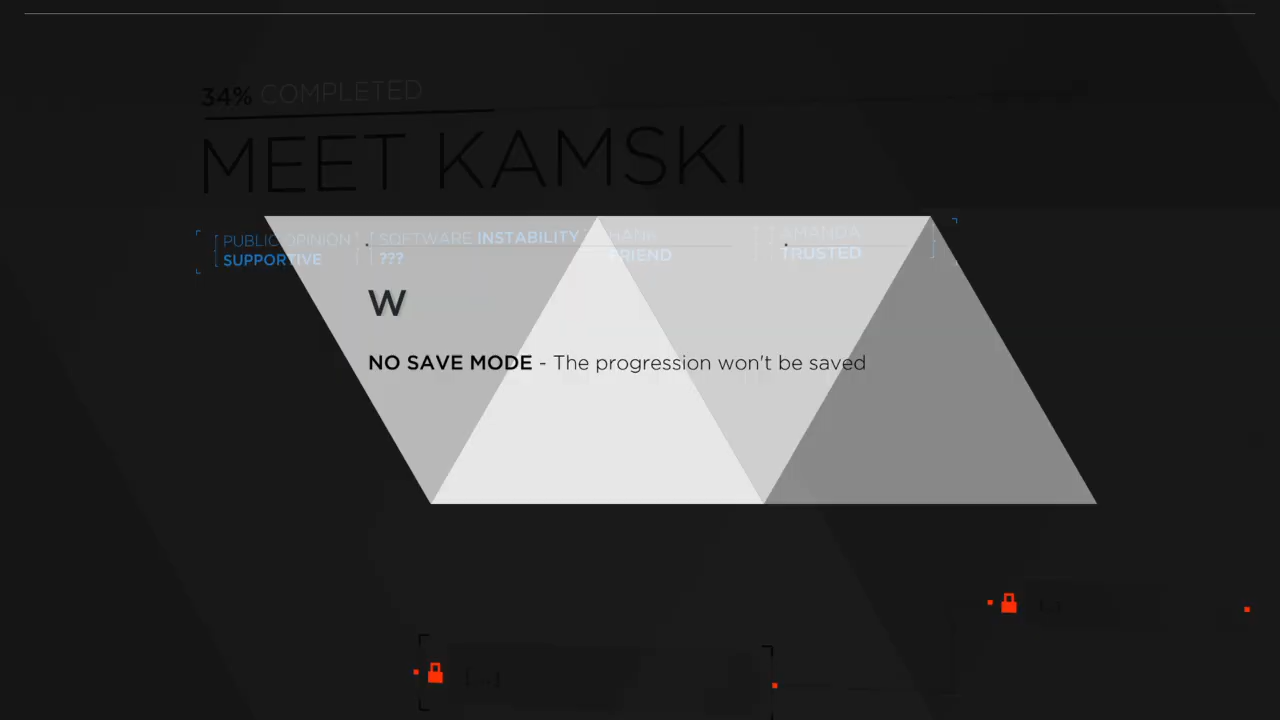 34% COMPLETED
MEET KAMSKI
PUBLIC OPINION SOFTWARE INSTABILITY HANK AMANDA
SUPPORTIVE ??? FRIEND TRUSTED
W
NO SAVE MODE - The progression won't be saved